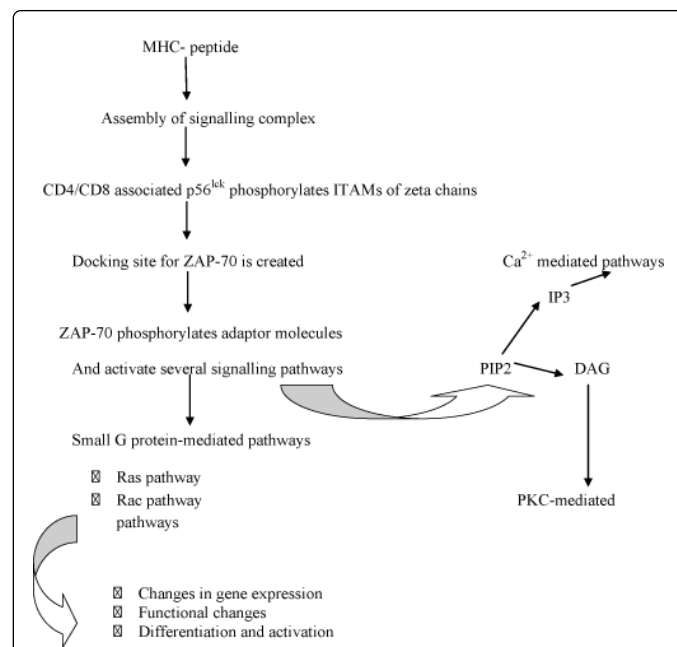 MHC- peptide
Assembly of signalling complex
CD4/CD8 associated p56lck phosphorylates ITAMs of zeta chains
Docking site for ZAP-70 is created
Ca2+ mediated pathways
IP3
ZAP-70 phosphorylates adaptor molecules
And activate several signalling pathways
PIP2
DAG
Small G protein-mediated pathways
Ras pathway
Rac pathway
pathways
PKC-mediated
Changes in gene expression
Functional changes
Differentiation and activation